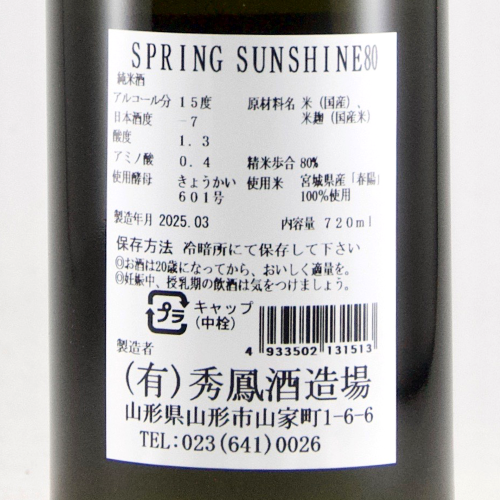 SPRING SUNSHINE80
純米酒
アルコール分 15度 原材料名 米（国産）、
日本酒度 -7 米麹（国産米）
酸度 1.3
アミノ酸 0.4 精米歩合 80%
使用酵母 きょうかい 使用米 宮城県産「春陽」
601号 100%使用
製造年月 2025.03 内容量 720ml
保存方法 冷暗所にて保存して下さい
◎お酒は20歳になってから、おいしく適量を。
◎妊娠中、授乳期の飲酒は気をつけましょう。
プラ キャップ
（中栓）
4 933502 131513
製造者
(有)秀鳳酒造場
山形県山形市山家町1-6-6
TEL:023(641)0026